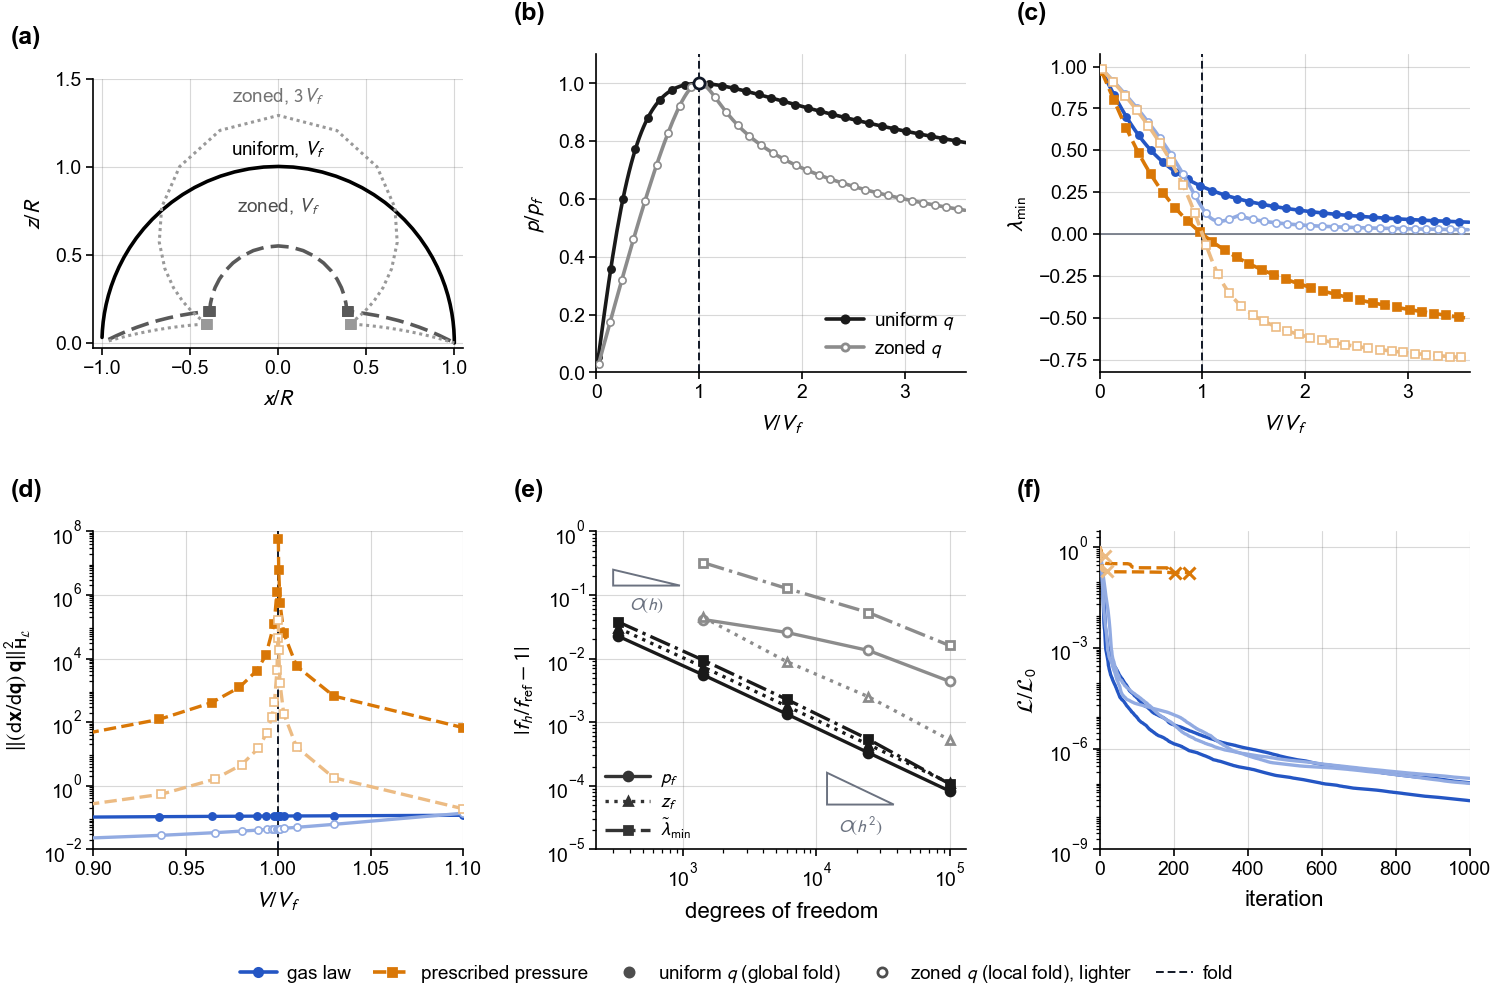 (a)
1.5
1.0
0.5
0.0
z/R
zoned, 3V_f
uniform, V_f
zoned, V_f
−1.0
−0.5
0.0
0.5
1.0
x/R
(b)
1.0
0.8
0.6
0.4
0.2
0.0
p/p_f
uniform q
zoned q
0
1
2
3
V/V_f
(c)
1.00
0.75
0.50
0.25
0.00
−0.25
−0.50
−0.75
λ_min
0
1
2
3
V/V_f
(d)
10^8
10^6
10^4
10^2
10^0
10^−2
||(dx/dq) q||²_{H_ℒ}
0.90
0.95
1.00
1.05
1.10
V/V_f
(e)
10^0
10^−1
10^−2
10^−3
10^−4
10^−5
|f_h/f_ref − 1|
O(h)
O(h²)
p_f
z_f
λ̃_min
10^3
10^4
10^5
degrees of freedom
(f)
10^0
10^−3
10^−6
10^−9
ℒ/ℒ_0
0
200
400
600
800
1000
iteration
gas law
prescribed pressure
uniform q (global fold)
zoned q (local fold), lighter
fold